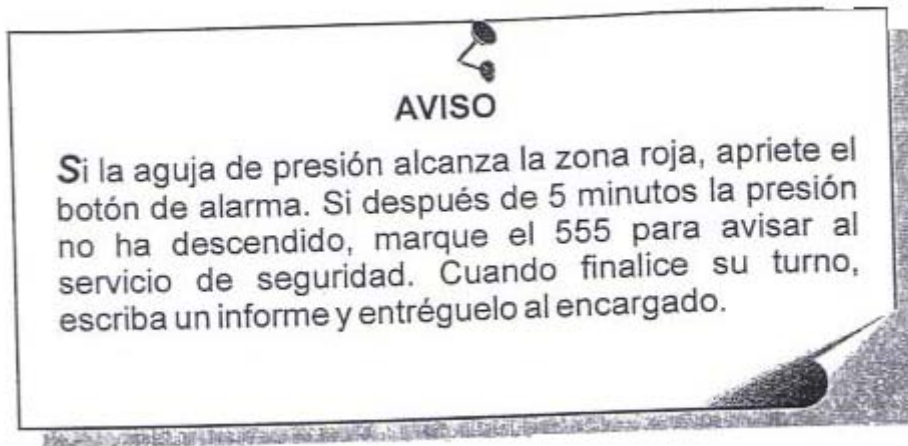 AVISO
Si la aguja de presión alcanza la zona roja, apriete el
botón de alarma. Si después de 5 minutos la presión
no ha descendido, marque el 555 para avisar al
servicio de seguridad. Cuando finalice su turno,
escriba un informe y entréguelo al encargado.